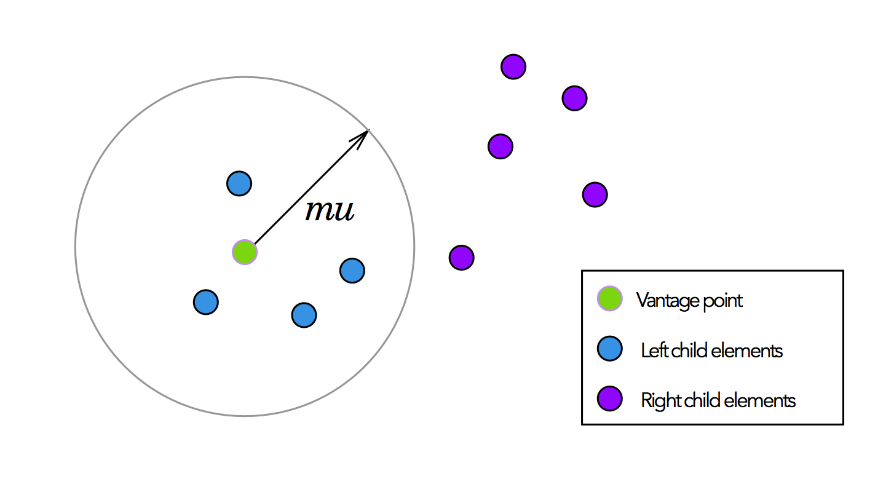 mu
Vantage point
Left child elements
Right child elements